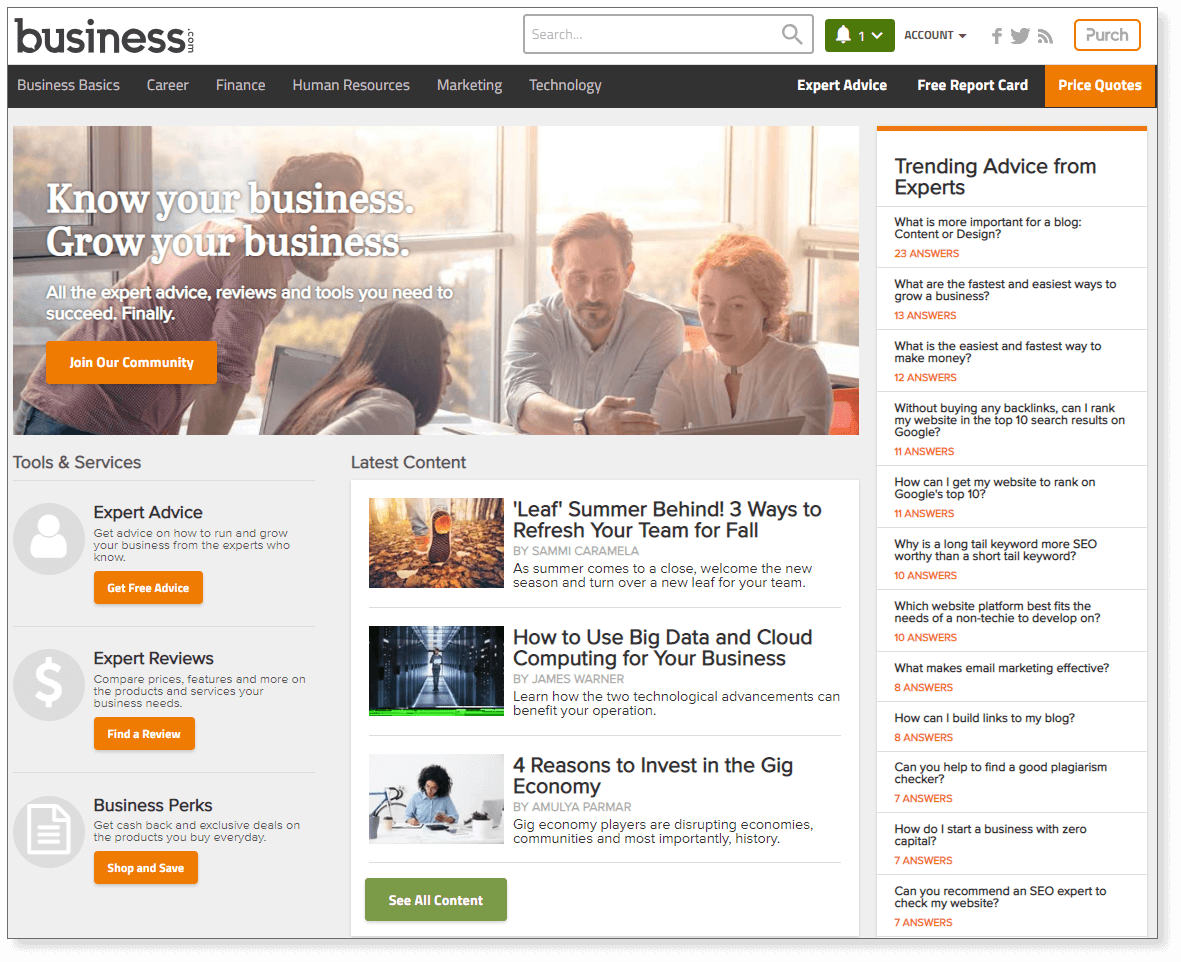 business.com
Search...
1
ACCOUNT
Purch
Business Basics
Career
Finance
Human Resources
Marketing
Technology
Expert Advice
Free Report Card
Price Quotes
Know your business.
Grow your business.
All the expert advice, reviews and tools you need to
succeed. Finally.
Join Our Community
Tools & Services
Expert Advice
Get advice on how to run and grow
your business from the experts who
know.
Get Free Advice
Expert Reviews
Compare prices, features and more on
the products and services your
business needs.
Find a Review
Business Perks
Get cash back and exclusive deals on
the products you buy everyday.
Shop and Save
Latest Content
'Leaf' Summer Behind! 3 Ways to
Refresh Your Team for Fall
BY SAMMI CARAMELA
As summer comes to a close, welcome the new
season and turn over a new leaf for your team.
How to Use Big Data and Cloud
Computing for Your Business
BY JAMES WARNER
Learn how the two technological advancements can
benefit your operation.
4 Reasons to Invest in the Gig
Economy
BY AMULYA PARMAR
Gig economy players are disrupting economies,
communities and most importantly, history.
See All Content
Trending Advice from
Experts
What is more important for a blog:
Content or Design?
23 ANSWERS
What are the fastest and easiest ways to
grow a business?
13 ANSWERS
What is the easiest and fastest way to
make money?
12 ANSWERS
Without buying any backlinks, can I rank
my website in the top 10 search results on
Google?
11 ANSWERS
How can I get my website to rank on
Google's top 10?
11 ANSWERS
Why is a long tail keyword more SEO
worthy than a short tail keyword?
10 ANSWERS
Which website platform best fits the
needs of a non-techie to develop on?
10 ANSWERS
What makes email marketing effective?
8 ANSWERS
How can I build links to my blog?
8 ANSWERS
Can you help to find a good plagiarism
checker?
7 ANSWERS
How do I start a business with zero
capital?
7 ANSWERS
Can you recommend an SEO expert to
check my website?
7 ANSWERS